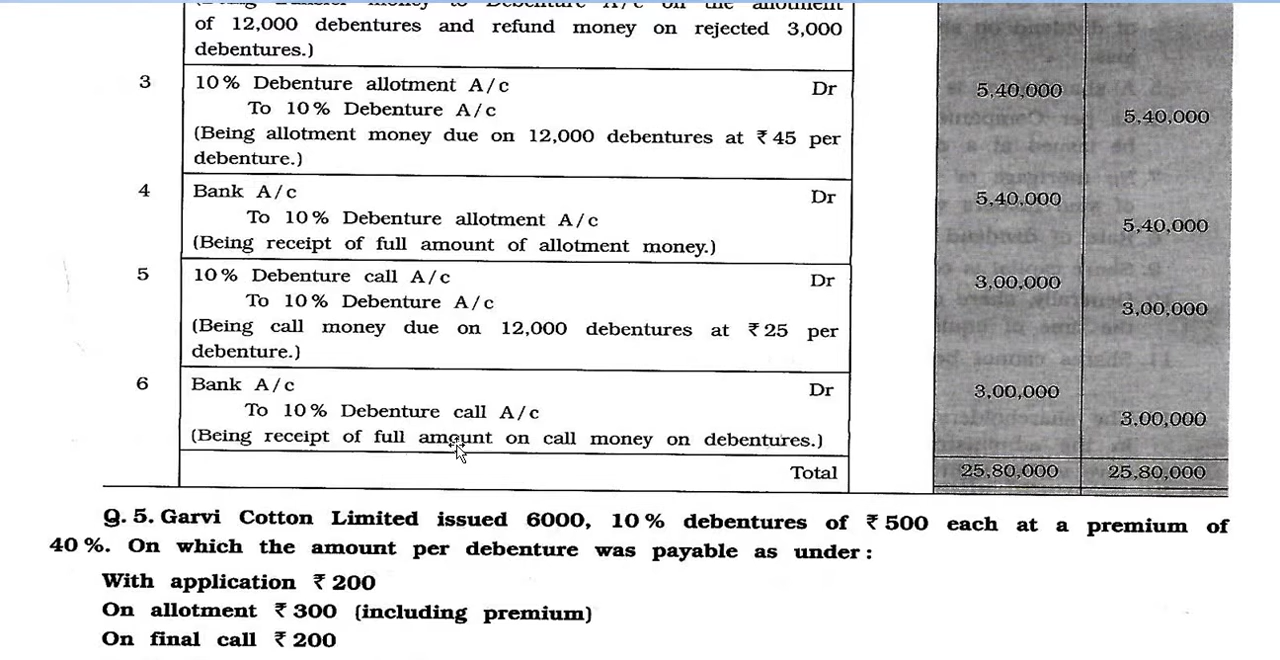 of 12,000 debentures and refund money on rejected 3,000
debentures.)
3 10% Debenture allotment A/c Dr 5,40,000
To 10% Debenture A/c 5,40,000
(Being allotment money due on 12,000 debentures at ₹ 45 per
debenture.)
4 Bank A/c Dr 5,40,000
To 10% Debenture allotment A/c 5,40,000
(Being receipt of full amount of allotment money.)
5 10% Debenture call A/c Dr 3,00,000
To 10% Debenture A/c 3,00,000
(Being call money due on 12,000 debentures at ₹ 25 per
debenture.)
6 Bank A/c Dr 3,00,000
To 10% Debenture call A/c 3,00,000
(Being receipt of full amount on call money on debentures.)
Total 25,80,000 25,80,000
Q. 5. Garvi Cotton Limited issued 6000, 10% debentures of ₹ 500 each at a premium of
40%. On which the amount per debenture was payable as under :
With application ₹ 200
On allotment ₹ 300 (including premium)
On final call ₹ 200